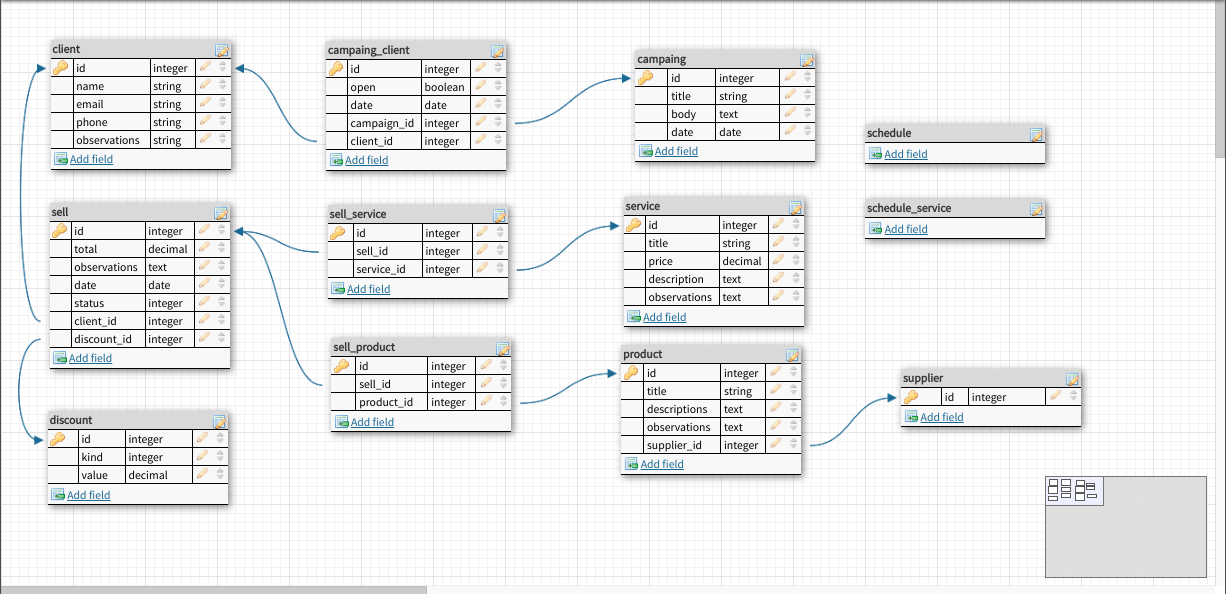 client
id integer
name string
email string
phone string
observations string
Add field
campaing_client
id integer
open boolean
date date
campaign_id integer
client_id integer
Add field
campaing
id integer
title string
body text
date date
Add field
schedule
Add field
sell
id integer
total decimal
observations text
date date
status integer
client_id integer
discount_id integer
Add field
sell_service
id integer
sell_id integer
service_id integer
Add field
service
id integer
title string
price decimal
description text
observations text
Add field
schedule_service
Add field
discount
id integer
kind integer
value decimal
Add field
sell_product
id integer
sell_id integer
product_id integer
Add field
product
id integer
title string
descriptions text
observations text
supplier_id integer
Add field
supplier
id integer
Add field